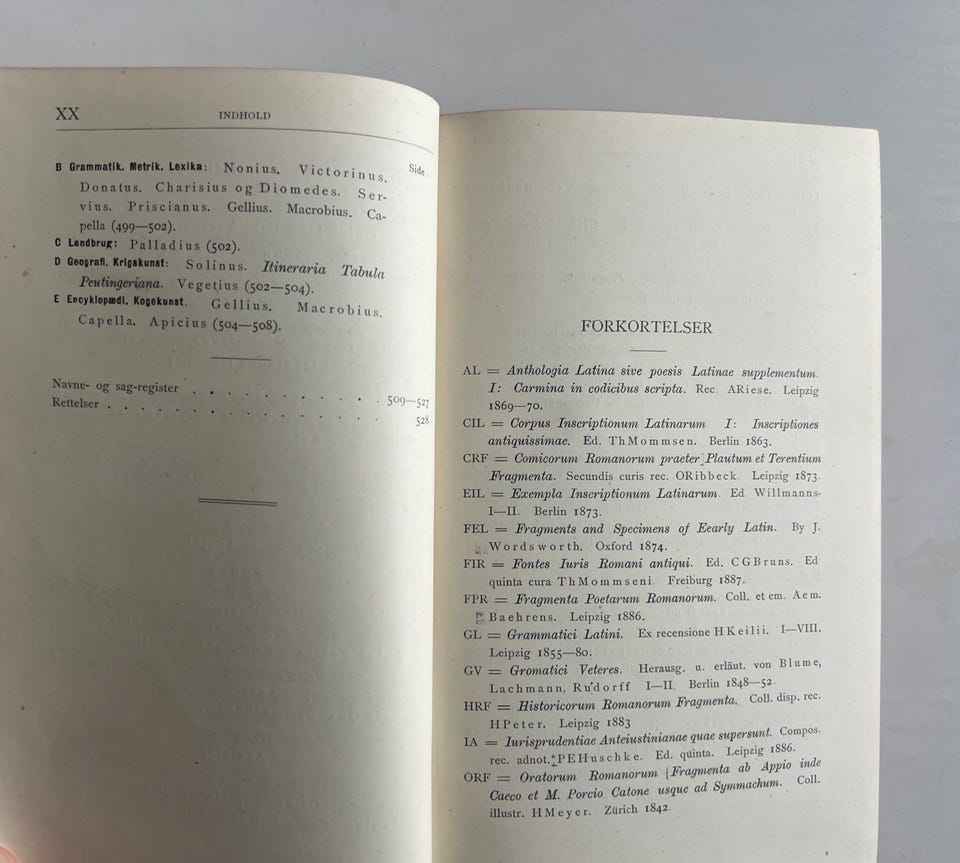 XX INDHOLD
B Grammatik. Metrik. Lexika: Nonius. Victorinus. Side.
Donatus. Charisius og Diomedes. Ser-
vius. Priscianus. Gellius. Macrobius. Ca-
pella (499—502).
C Landbrug: Palladius (502).
D Geografi. Krigskunst: Solinus. Itineraria Tabula
Peutingeriana. Vegetius (502—504).
E Encyklopædi. Kogekunst. Gellius. Macrobius.
Capella. Apicius (504—508).
Navne- og sag-register . . . . . . . . . 509—527
Rettelser . . . . . . . . . . . . 528
FORKORTELSER
AL = Anthologia Latina sive poesis Latinae supplementum.
I: Carmina in codicibus scripta. Rec. ARiese. Leipzig
1869—70.
CIL = Corpus Inscriptionum Latinarum I: Inscriptiones
antiquissimae. Ed. ThMommsen. Berlin 1863.
CRF = Comicorum Romanorum praeter Plautum et Terentium
Fragmenta. Secundis curis rec. ORibbeck. Leipzig 1873.
EIL = Exempla Inscriptionum Latinarum. Ed. Willmanns.
I—II. Berlin 1873.
FEL = Fragments and Specimens of Eearly Latin. By J.
Wordsworth. Oxford 1874.
FIR = Fontes Iuris Romani antiqui. Ed. CGBruns. Ed
quinta cura ThMommseni. Freiburg 1887.
FPR = Fragmenta Poetarum Romanorum. Coll. et em. Aem.
Baehrens. Leipzig 1886.
GL = Grammatici Latini. Ex recensione HKeilii. I—VIII.
Leipzig 1855—80.
GV = Gromatici Veteres. Herausg. u. erläut. von Blume,
Lachmann, Rudorff I—II. Berlin 1848—52.
HRF = Historicorum Romanorum Fragmenta. Coll. disp. rec.
HPeter. Leipzig 1883
IA = Iurisprudentiae Anteiustinianae quae supersunt. Compos.
rec. adnot. PEHuschke. Ed. quinta. Leipzig 1886.
ORF = Oratorum Romanorum Fragmenta ab Appio inde
Caeco et M. Porcio Catone usque ad Symmachum. Coll.
illustr. HMeyer. Zürich 1842.